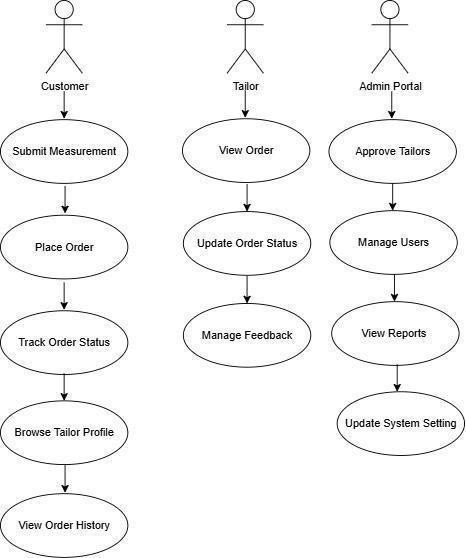 Customer
Submit Measurement
Place Order
Track Order Status
Browse Tailor Profile
View Order History
Tailor
View Order
Update Order Status
Manage Feedback
Admin Portal
Approve Tailors
Manage Users
View Reports
Update System Setting